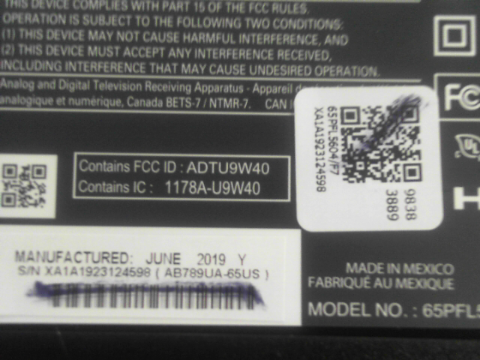 THIS DEVICE COMPLIES WITH PART 15 OF THE FCC RULES.
OPERATION IS SUBJECT TO THE FOLLOWING TWO CONDITIONS:
(1) THIS DEVICE MAY NOT CAUSE HARMFUL INTERFERENCE, AND
(2) THIS DEVICE MUST ACCEPT ANY INTERFERENCE RECEIVED,
INCLUDING INTERFERENCE THAT MAY CAUSE UNDESIRED OPERATION.
Analog and Digital Television Receiving Apparatus - Appareil
analogique et numérique, Canada BETS-7 / NTMR-7. CAN
FC
65PFL5604/F7
XA1A1923124598
9838
3889
Contains FCC ID : ADTU9W40
Contains IC : 1178A-U9W40
MANUFACTURED: JUNE 2019 Y
S/N XA1A1923124598 ( AB789UA-65US )
MADE IN MEXICO
FABRIQUÉ AU MEXIQUE
MODEL NO. : 65PFL5